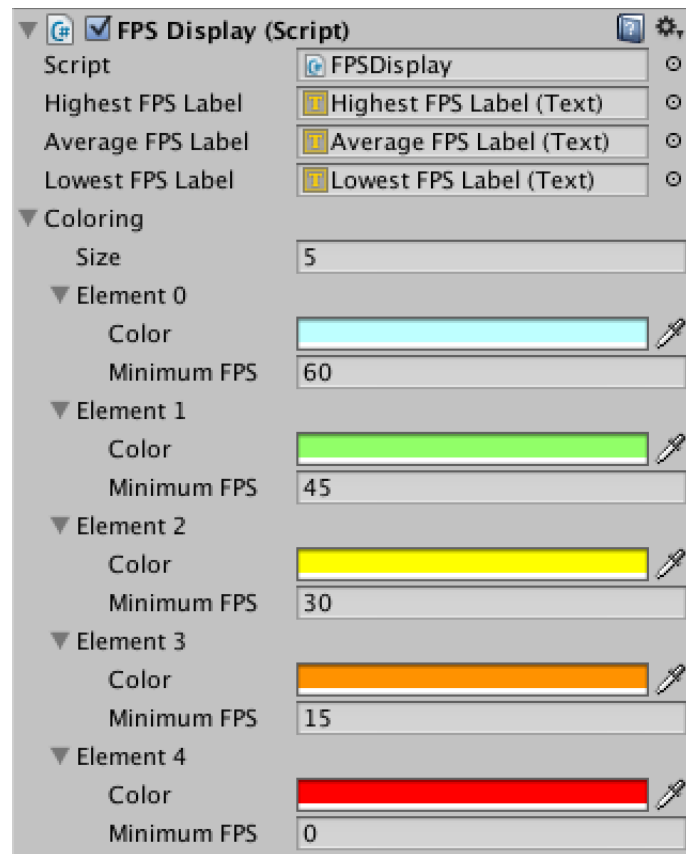 FPS Display (Script)
Script FPSDisplay
Highest FPS Label Highest FPS Label (Text)
Average FPS Label Average FPS Label (Text)
Lowest FPS Label Lowest FPS Label (Text)
Coloring
Size 5
Element 0
Color
Minimum FPS 60
Element 1
Color
Minimum FPS 45
Element 2
Color
Minimum FPS 30
Element 3
Color
Minimum FPS 15
Element 4
Color
Minimum FPS 0